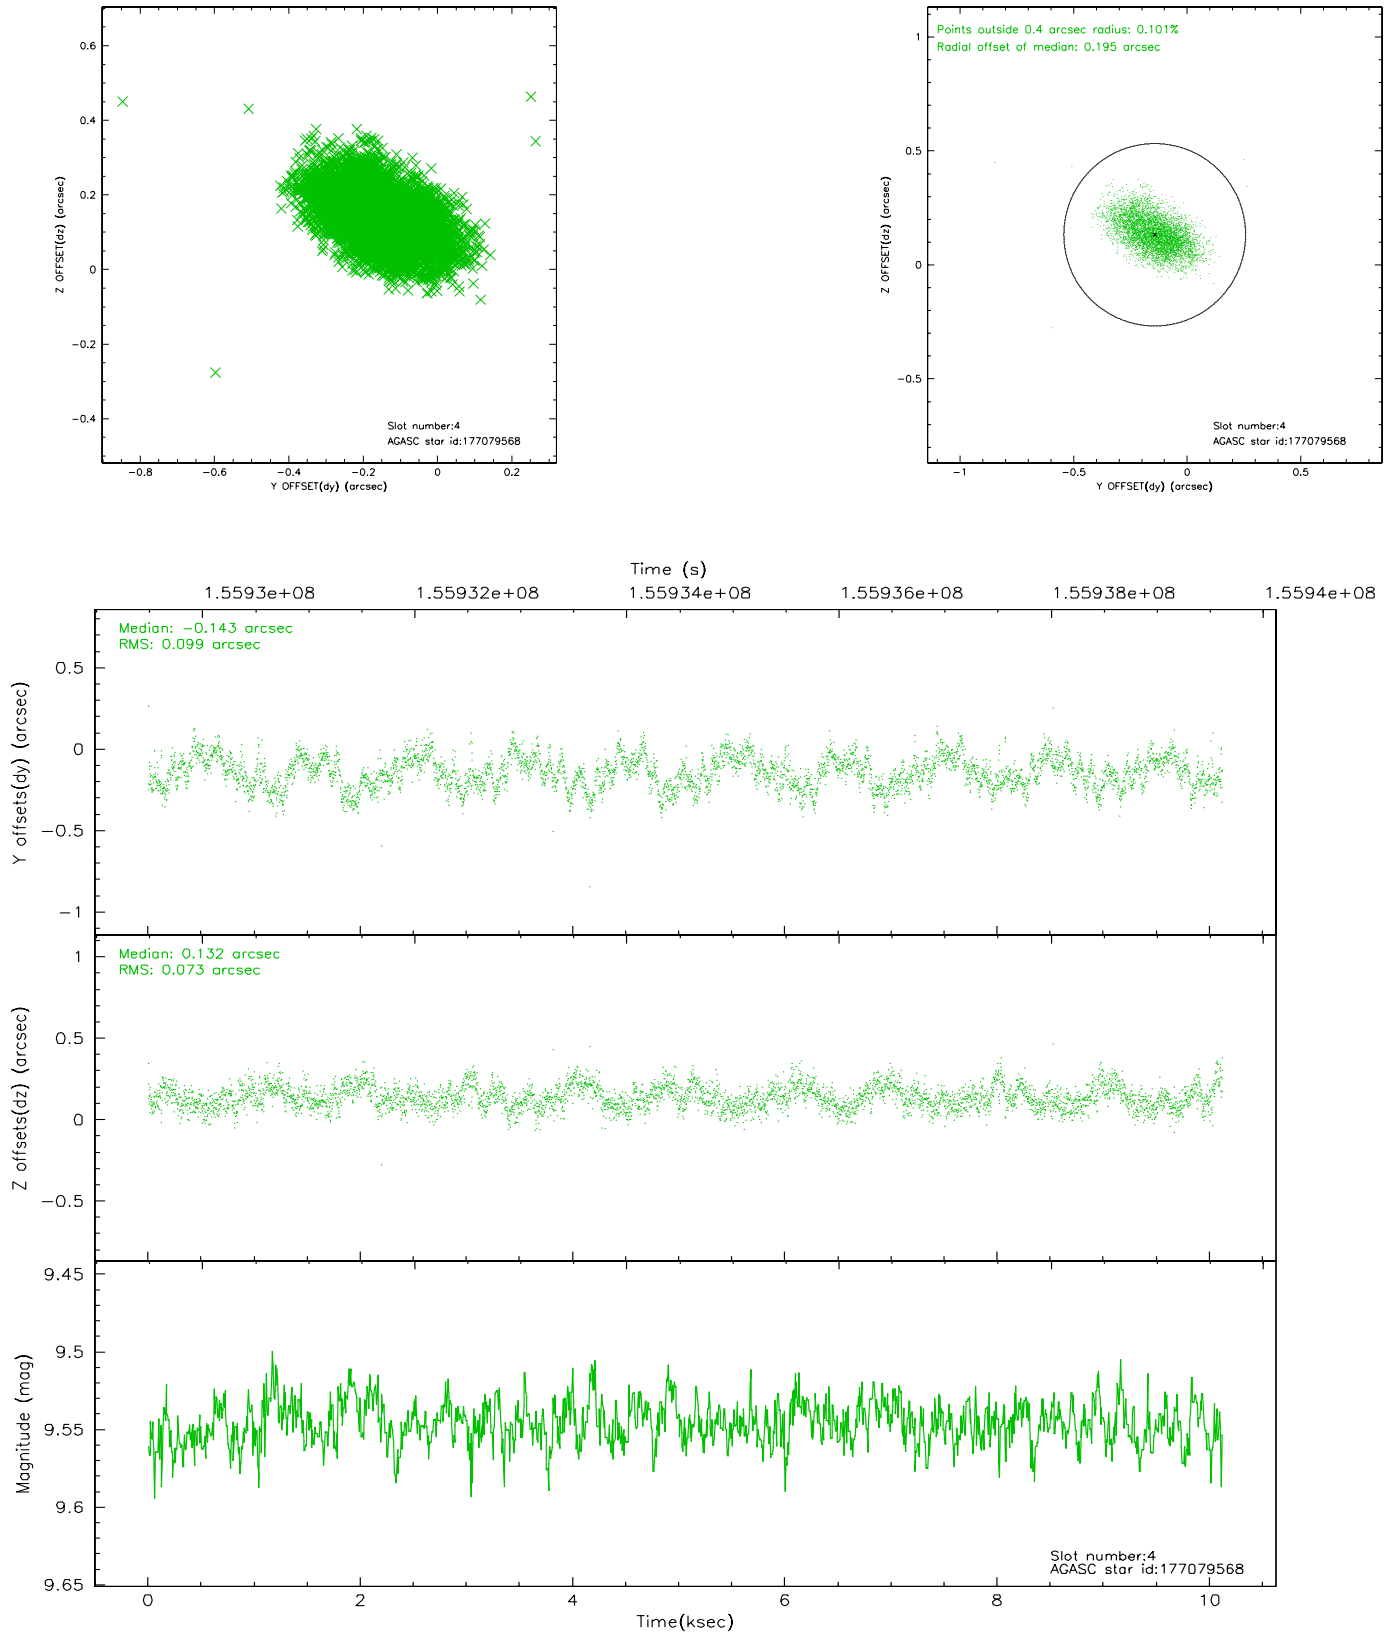 0.6
0.4
0.2
0
−0.2
−0.4
Z OFFSET(dz) (arcsec)
Slot number:4
AGASC star id:177079568
−0.8 −0.6 −0.4 −0.2 0 0.2
Y OFFSET(dy) (arcsec)
Points outside 0.4 arcsec radius: 0.101%
Radial offset of median: 0.195 arcsec
1
0.5
0
−0.5
Z OFFSET(dz) (arcsec)
Slot number:4
AGASC star id:177079568
−1 −0.5 0 0.5
Y OFFSET(dy) (arcsec)
Time (s)
1.5593e+08 1.55932e+08 1.55934e+08 1.55936e+08 1.55938e+08 1.5594e+08
Median: −0.143 arcsec
RMS: 0.099 arcsec
0.5
0
−0.5
−1
Y offsets(dy) (arcsec)
Median: 0.132 arcsec
RMS: 0.073 arcsec
1
0.5
0
−0.5
Z offsets(dz) (arcsec)
9.45
9.5
9.55
9.6
9.65
Magnitude (mag)
Slot number:4
AGASC star id:177079568
0 2 4 6 8 10
Time(ksec)